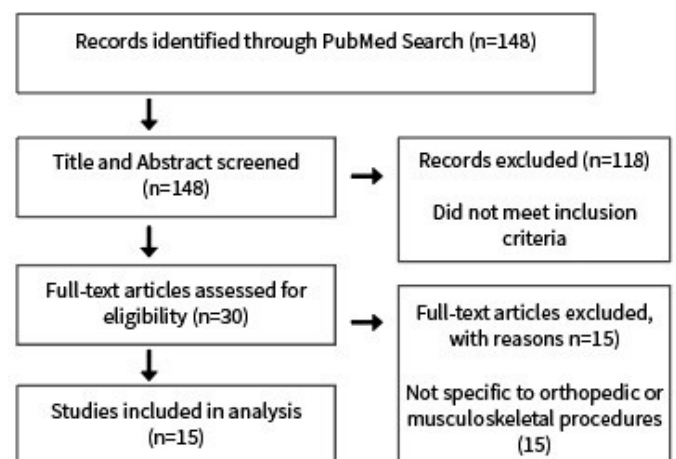 Records identified through PubMed Search (n=148)
Title and Abstract screened
(n=148)
Records excluded (n=118)
Did not meet inclusion
criteria
Full-text articles assessed for
eligibility (n=30)
Full-text articles excluded,
with reasons n=15)
Not specific to orthopedic or
musculoskeletal procedures
(15)
Studies included in analysis
(n=15)